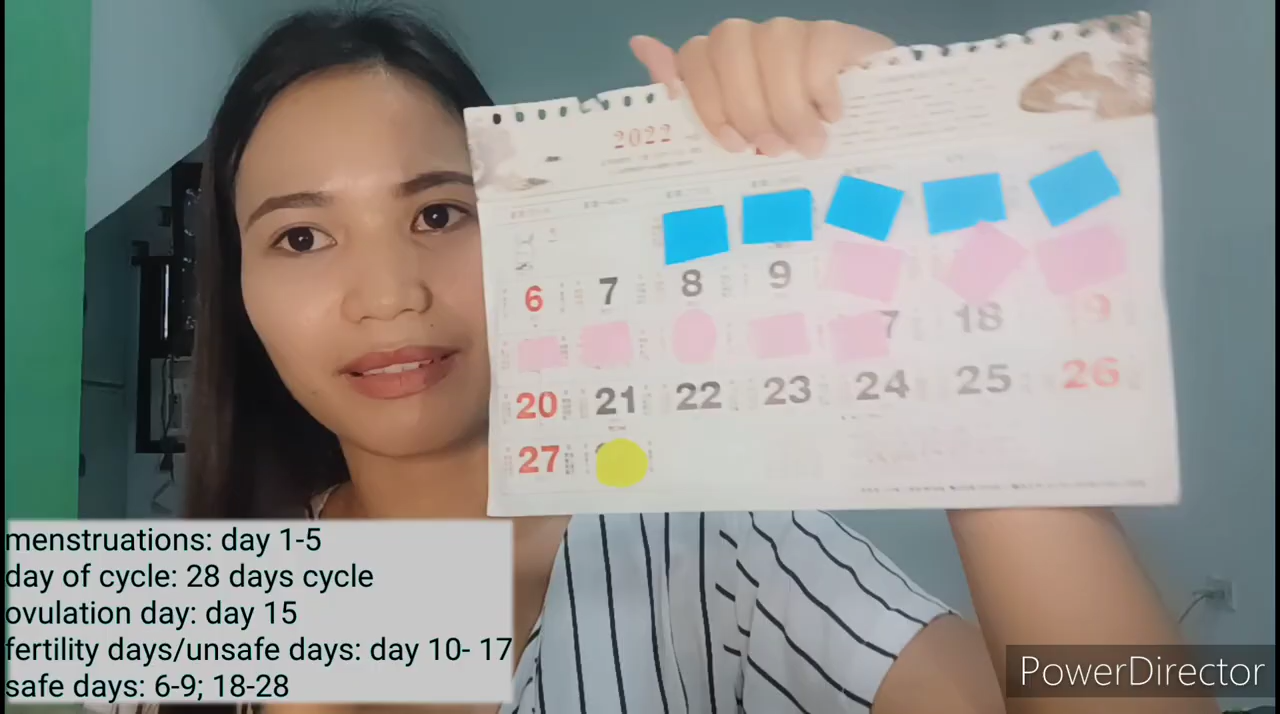 2022
6 7 8 9
7 18 19
20 21 22 23 24 25 26
27
menstruations: day 1-5
day of cycle: 28 days cycle
ovulation day: day 15
fertility days/unsafe days: day 10- 17
safe days: 6-9; 18-28
PowerDirector